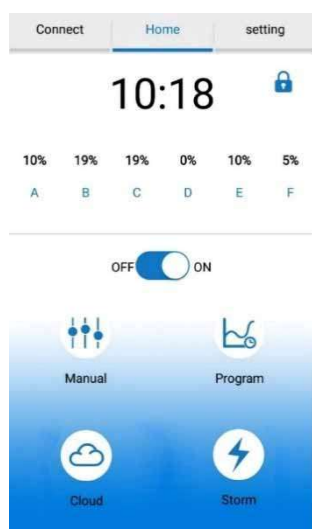 Connect Home setting
10:18
10% 19% 19% 0% 10% 5%
A B C D E F
OFF ON
Manual Program
Cloud Storm